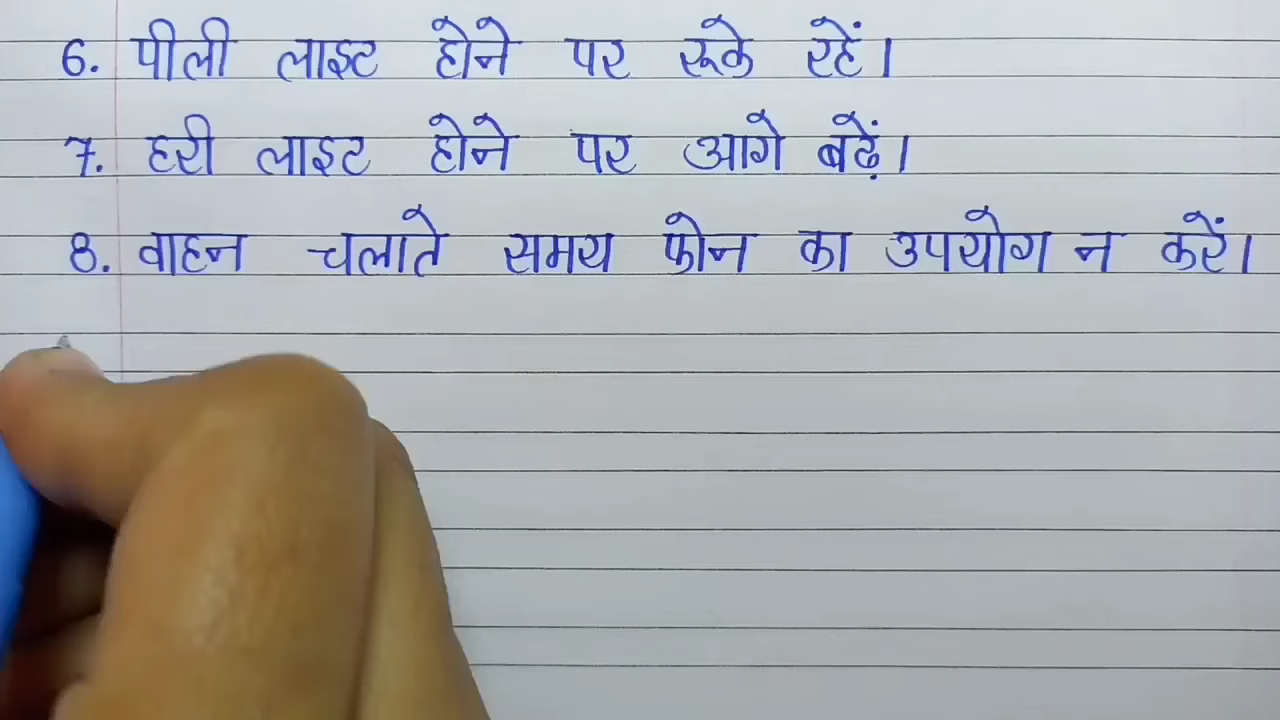 6. पीली लाइट होने पर रूके रहें।
7. हरी लाइट होने पर आगे बढ़ें।
8. वाहन चलाते समय फोन का उपयोग न करें।